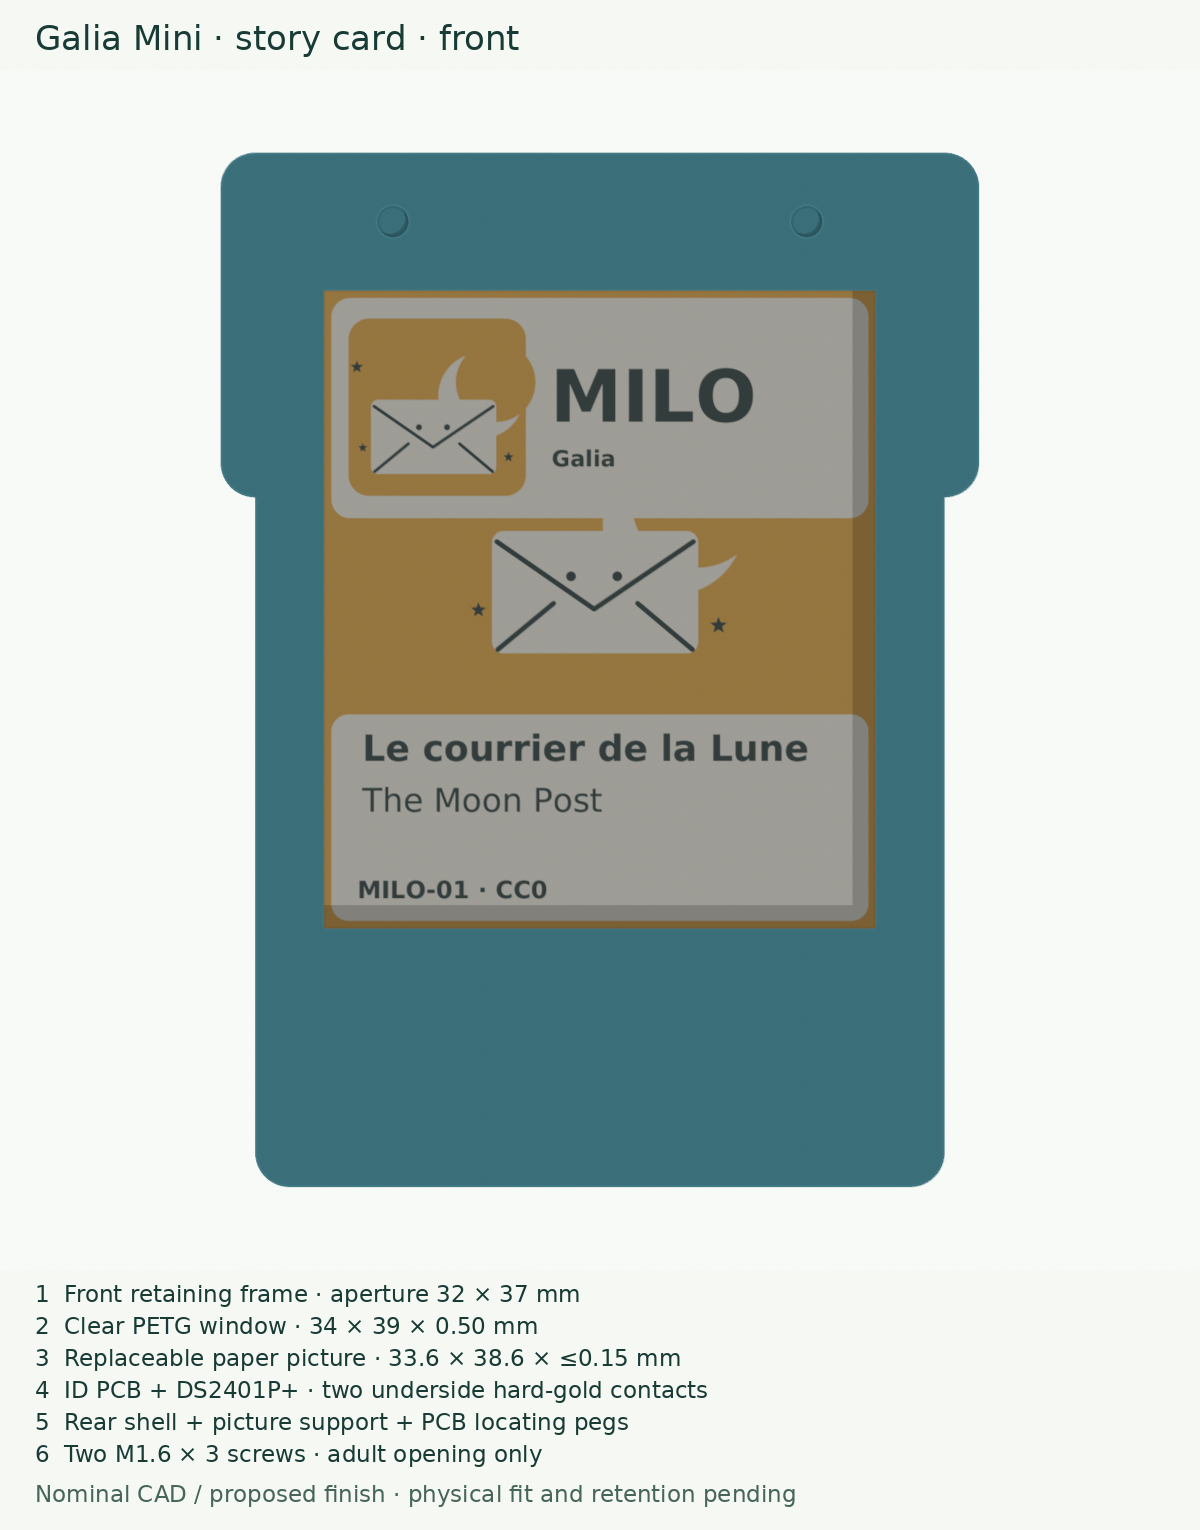 Galia Mini · story card · front
MILO
Galia
Le courrier de la Lune
The Moon Post
MILO-01 · CC0
1 Front retaining frame · aperture 32 × 37 mm
2 Clear PETG window · 34 × 39 × 0.50 mm
3 Replaceable paper picture · 33.6 × 38.6 × ≤0.15 mm
4 ID PCB + DS2401P+ · two underside hard-gold contacts
5 Rear shell + picture support + PCB locating pegs
6 Two M1.6 × 3 screws · adult opening only
Nominal CAD / proposed finish · physical fit and retention pending